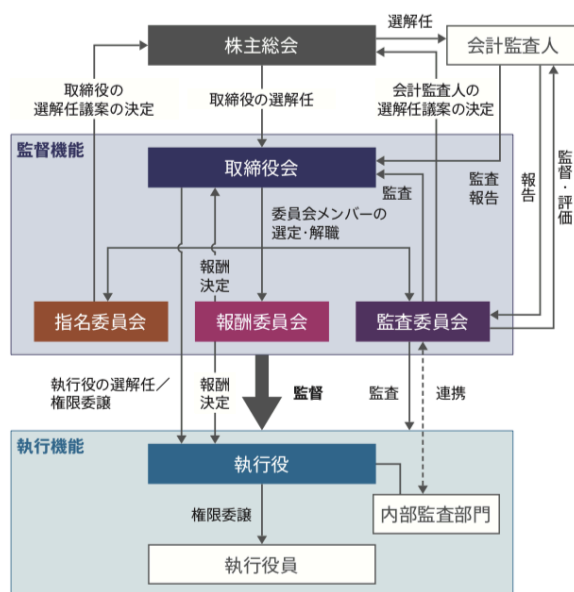 株主総会
選解任
会計監査人
取締役の
選解任議案の決定
取締役の選解任
会計監査人の
選解任議案の決定
監督機能
取締役会
監査
監査
報告
報告
監督・評価
委員会メンバーの
選定・解職
報酬
決定
指名委員会
報酬委員会
監査委員会
執行役の選解任／
権限委譲
報酬
決定
監督
監査
連携
執行機能
執行役
内部監査部門
権限委譲
執行役員